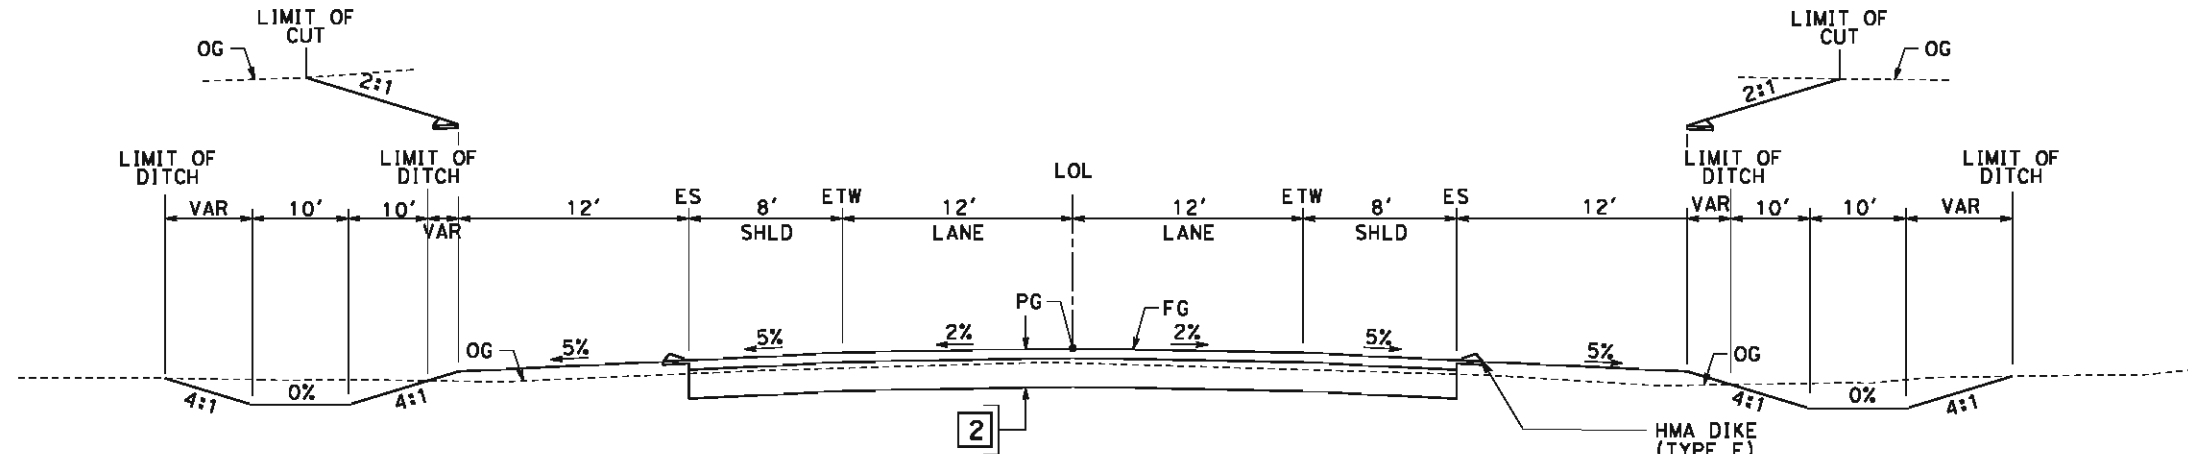 LIMIT OF
CUT
OG
2:1
LIMIT OF
CUT
OG
2:1
LIMIT OF
DITCH
LIMIT OF
DITCH
LOL
LIMIT OF
DITCH
LIMIT OF
DITCH
ES
ETW
ETW
ES
VAR
10'
10'
VAR
12'
8'
SHLD
12'
LANE
12'
LANE
8'
SHLD
12'
VAR
10'
10'
VAR
PG
FG
OG
5%
5%
2%
2%
5%
5%
OG
4:1
0%
4:1
4:1
0%
4:1
2
HMA DIKE